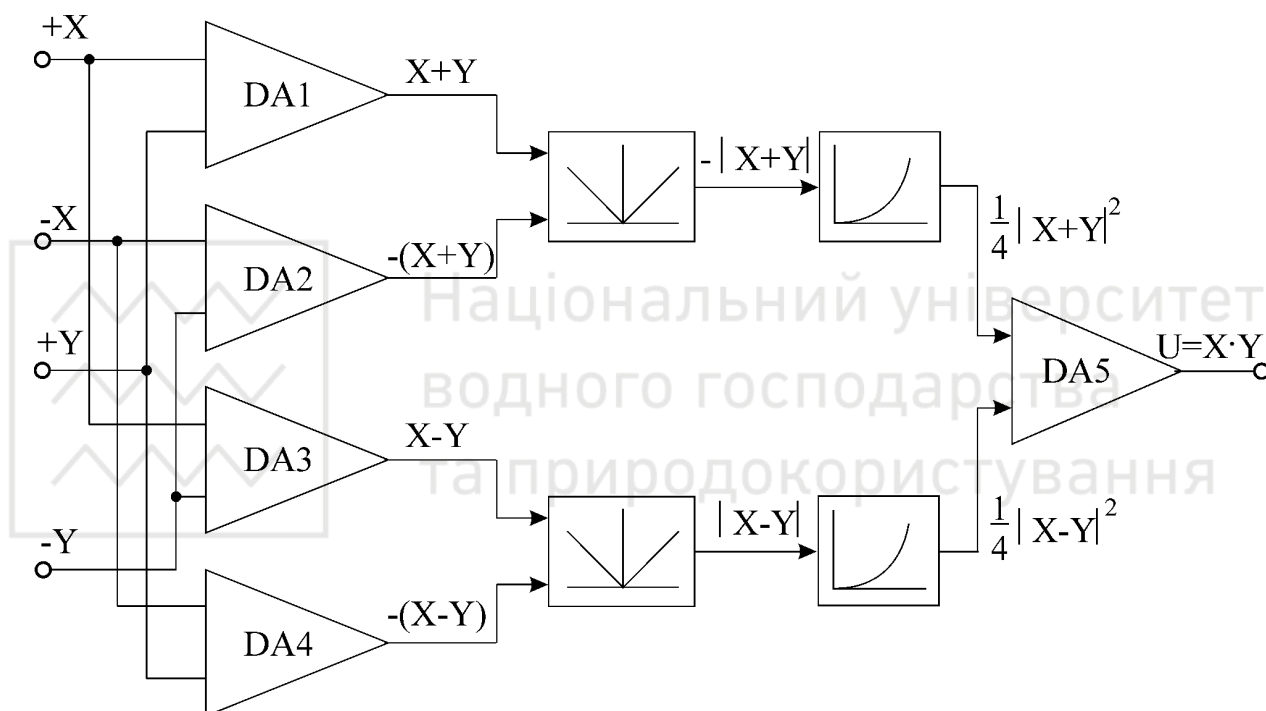 +X
X+Y
DA1
- | X+Y|
-X
-(X+Y)
1/4 | X+Y|²
DA2
Національний університет
+Y
U=X·Y
DA5
водного господарства
X-Y
DA3
та природокористування
|X-Y|
1/4 | X-Y|²
-Y
-(X-Y)
DA4